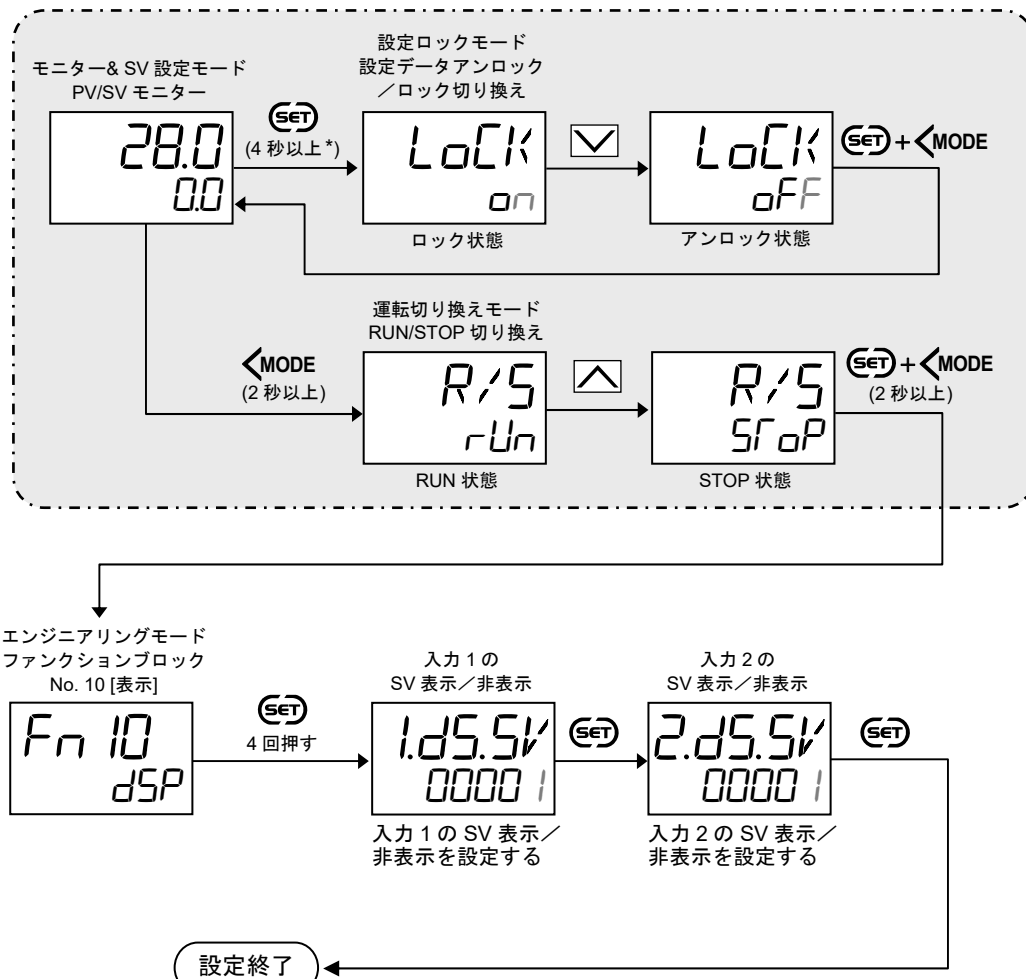 設定ロックモード
設定データアンロック
／ロック切り換え
モニター& SV 設定モード
PV/SV モニター
28.0
0.0
SET
(4 秒以上*)
LoCK
on
ロック状態
LoCK
oFF
アンロック状態
SET + <MODE
運転切り換えモード
RUN/STOP 切り換え
<MODE
(2 秒以上)
R/S
rUn
RUN 状態
R/S
SToP
STOP 状態
SET + <MODE
(2 秒以上)
エンジニアリングモード
ファンクションブロック
No. 10 [表示]
Fn 10
dSP
SET
4 回押す
入力 1 の
SV 表示／非表示
1.dS.SV
00001
入力 1 の SV 表示／
非表示を設定する
SET
入力 2 の
SV 表示／非表示
2.dS.SV
00001
入力 2 の SV 表示／
非表示を設定する
SET
設定終了